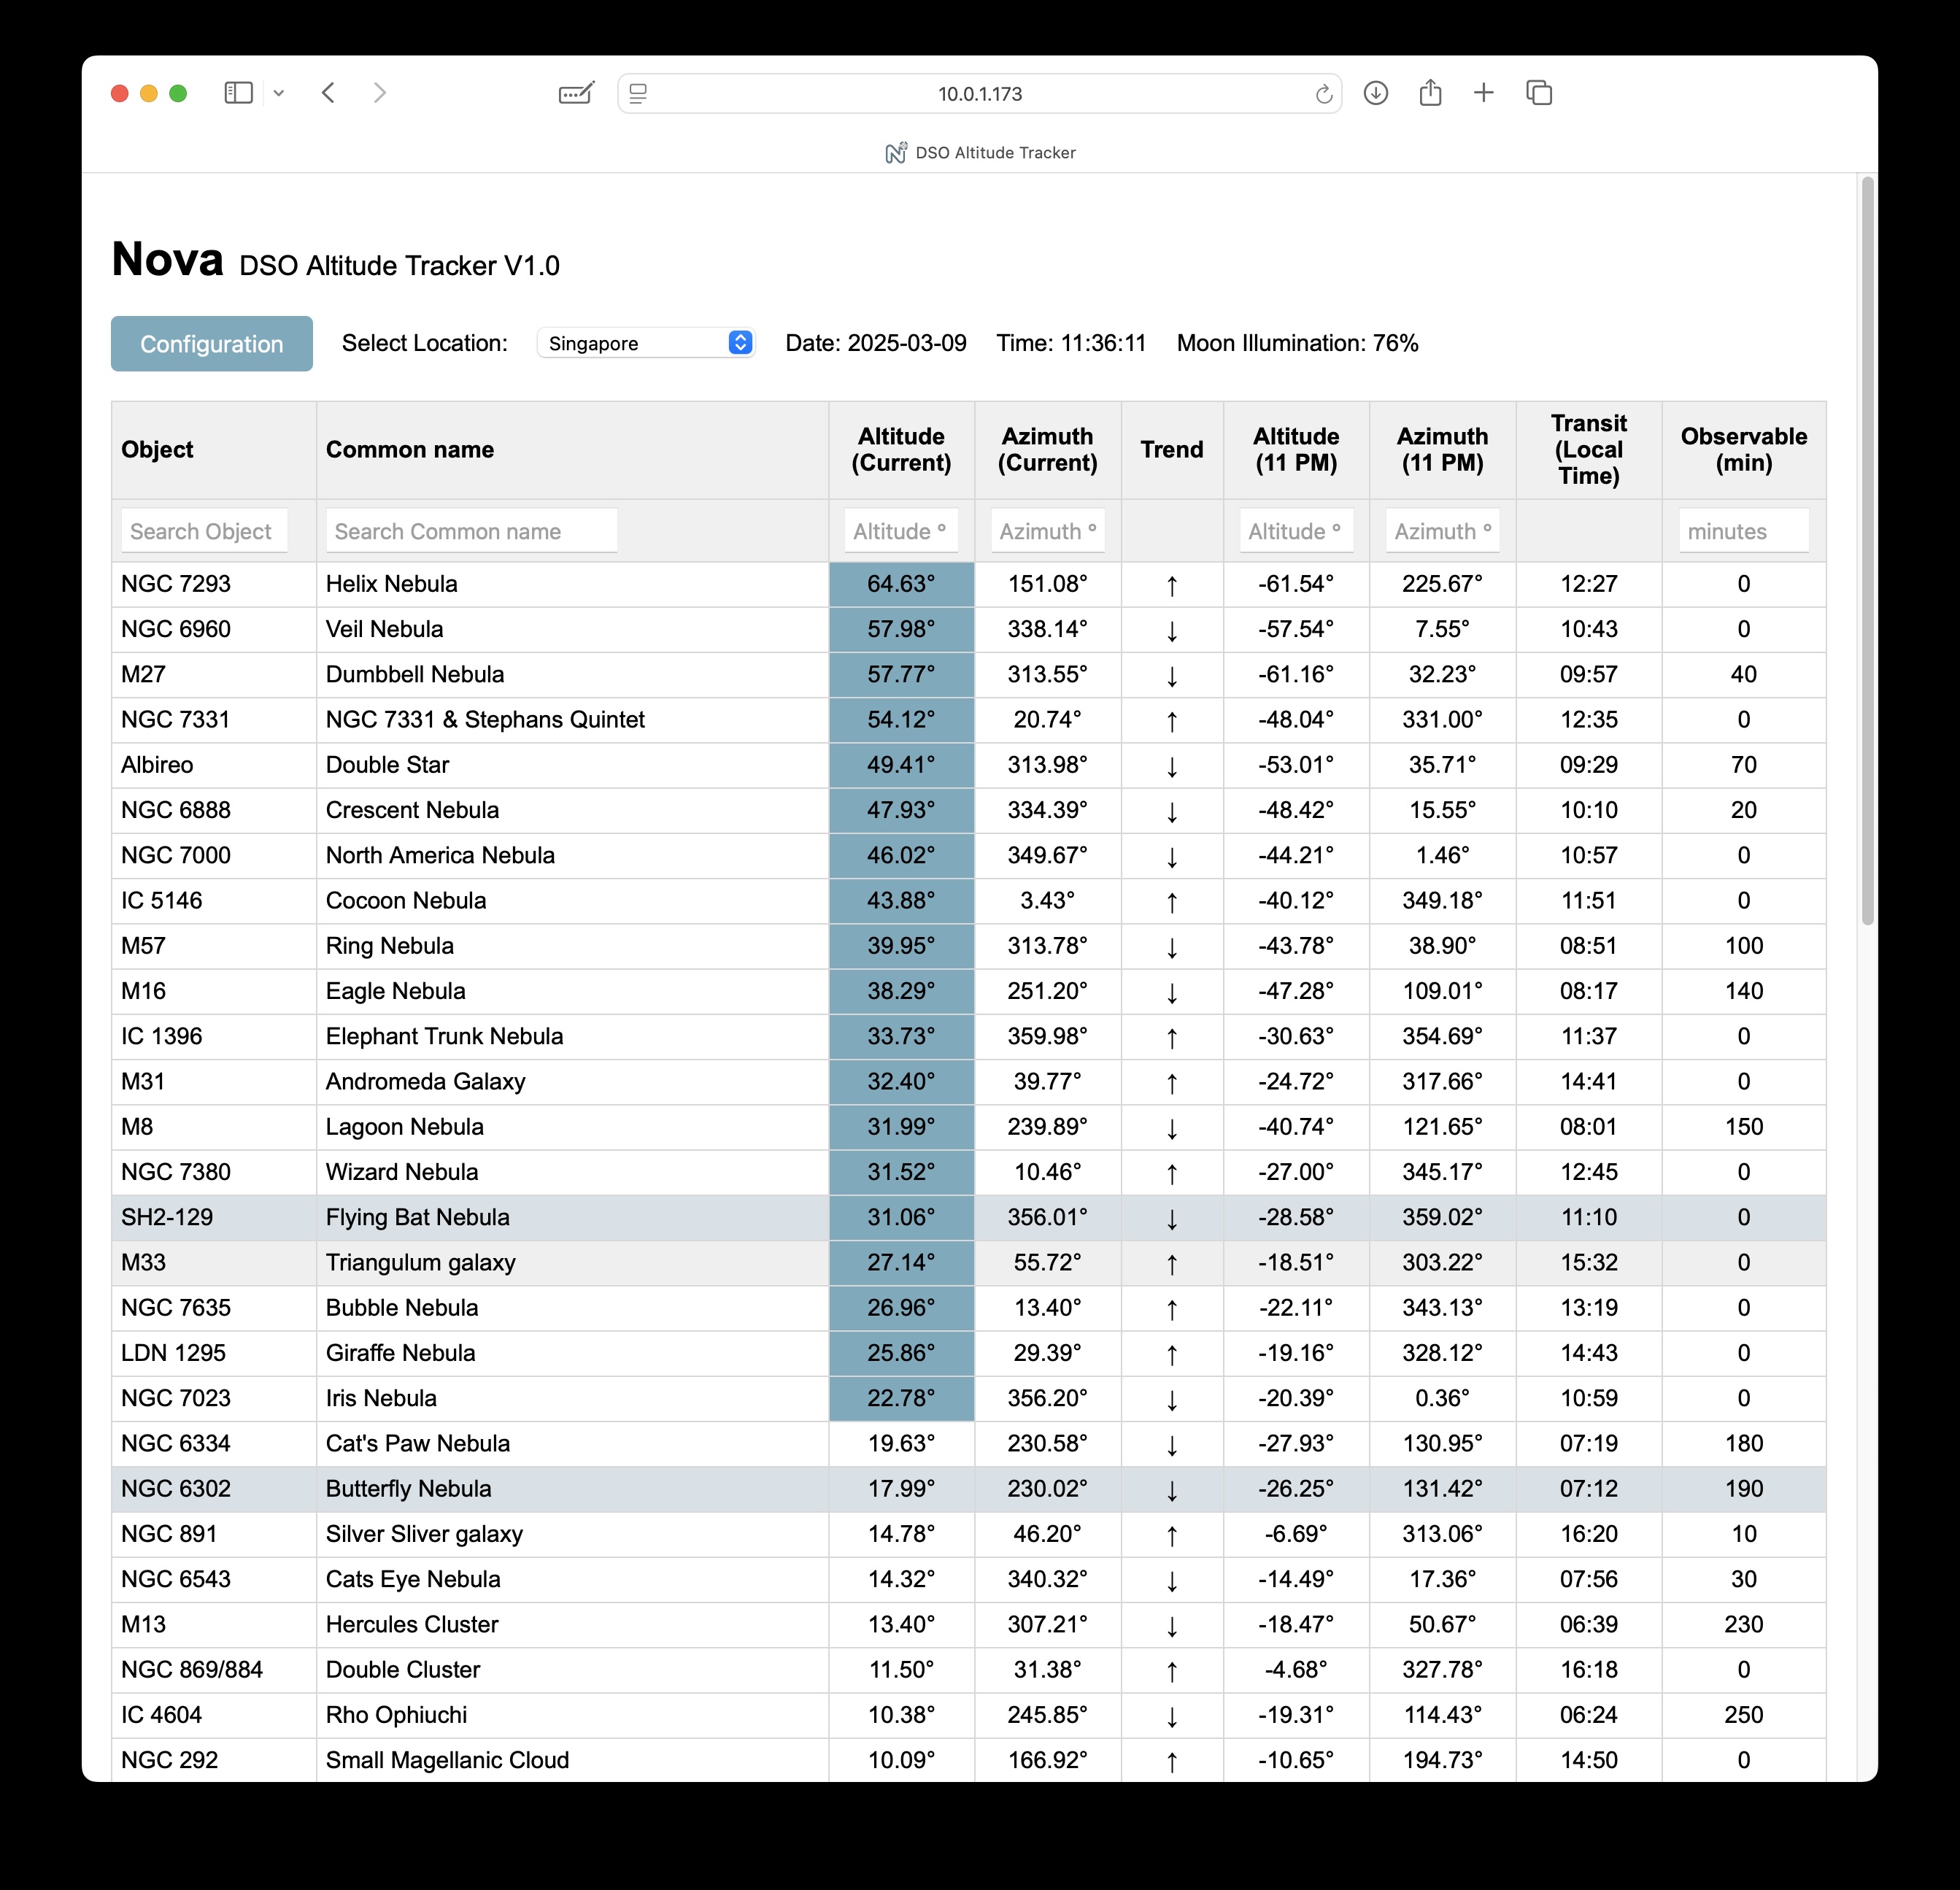 10.0.1.173
DSO Altitude Tracker
Nova DSO Altitude Tracker V1.0
Configuration Select Location: Singapore Date: 2025-03-09 Time: 11:36:11 Moon Illumination: 76%
Object Common name Altitude (Current) Azimuth (Current) Trend Altitude (11 PM) Azimuth (11 PM) Transit (Local Time) Observable (min)
Search Object Search Common name Altitude ° Azimuth ° Altitude ° Azimuth ° minutes
NGC 7293 Helix Nebula 64.63° 151.08° ↑ -61.54° 225.67° 12:27 0
NGC 6960 Veil Nebula 57.98° 338.14° ↓ -57.54° 7.55° 10:43 0
M27 Dumbbell Nebula 57.77° 313.55° ↓ -61.16° 32.23° 09:57 40
NGC 7331 NGC 7331 & Stephans Quintet 54.12° 20.74° ↑ -48.04° 331.00° 12:35 0
Albireo Double Star 49.41° 313.98° ↓ -53.01° 35.71° 09:29 70
NGC 6888 Crescent Nebula 47.93° 334.39° ↓ -48.42° 15.55° 10:10 20
NGC 7000 North America Nebula 46.02° 349.67° ↓ -44.21° 1.46° 10:57 0
IC 5146 Cocoon Nebula 43.88° 3.43° ↑ -40.12° 349.18° 11:51 0
M57 Ring Nebula 39.95° 313.78° ↓ -43.78° 38.90° 08:51 100
M16 Eagle Nebula 38.29° 251.20° ↓ -47.28° 109.01° 08:17 140
IC 1396 Elephant Trunk Nebula 33.73° 359.98° ↑ -30.63° 354.69° 11:37 0
M31 Andromeda Galaxy 32.40° 39.77° ↑ -24.72° 317.66° 14:41 0
M8 Lagoon Nebula 31.99° 239.89° ↓ -40.74° 121.65° 08:01 150
NGC 7380 Wizard Nebula 31.52° 10.46° ↑ -27.00° 345.17° 12:45 0
SH2-129 Flying Bat Nebula 31.06° 356.01° ↓ -28.58° 359.02° 11:10 0
M33 Triangulum galaxy 27.14° 55.72° ↑ -18.51° 303.22° 15:32 0
NGC 7635 Bubble Nebula 26.96° 13.40° ↑ -22.11° 343.13° 13:19 0
LDN 1295 Giraffe Nebula 25.86° 29.39° ↑ -19.16° 328.12° 14:43 0
NGC 7023 Iris Nebula 22.78° 356.20° ↓ -20.39° 0.36° 10:59 0
NGC 6334 Cat's Paw Nebula 19.63° 230.58° ↓ -27.93° 130.95° 07:19 180
NGC 6302 Butterfly Nebula 17.99° 230.02° ↓ -26.25° 131.42° 07:12 190
NGC 891 Silver Sliver galaxy 14.78° 46.20° ↑ -6.69° 313.06° 16:20 10
NGC 6543 Cats Eye Nebula 14.32° 340.32° ↓ -14.49° 17.36° 07:56 30
M13 Hercules Cluster 13.40° 307.21° ↓ -18.47° 50.67° 06:39 230
NGC 869/884 Double Cluster 11.50° 31.38° ↑ -4.68° 327.78° 16:18 0
IC 4604 Rho Ophiuchi 10.38° 245.85° ↓ -19.31° 114.43° 06:24 250
NGC 292 Small Magellanic Cloud 10.09° 166.92° ↑ -10.65° 194.73° 14:50 0